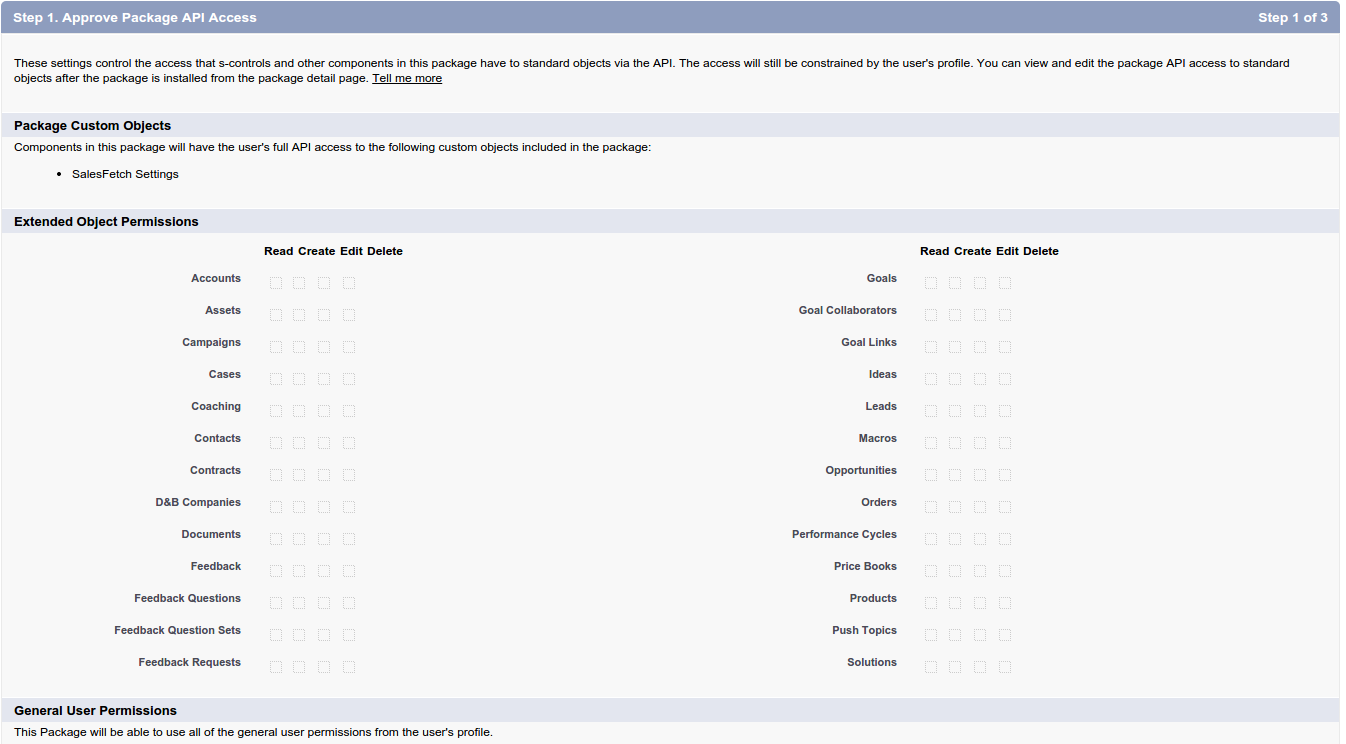 Step 1. Approve Package API Access
Step 1 of 3
These settings control the access that s-controls and other components in this package have to standard objects via the API. The access will still be constrained by the user's profile. You can view and edit the package API access to standard
objects after the package is installed from the package detail page. Tell me more
Package Custom Objects
Components in this package will have the user's full API access to the following custom objects included in the package:
• SalesFetch Settings
Extended Object Permissions
Read Create Edit Delete
Accounts
Assets
Campaigns
Cases
Coaching
Contacts
Contracts
D&B Companies
Documents
Feedback
Feedback Questions
Feedback Question Sets
Feedback Requests
Read Create Edit Delete
Goals
Goal Collaborators
Goal Links
Ideas
Leads
Macros
Opportunities
Orders
Performance Cycles
Price Books
Products
Push Topics
Solutions
General User Permissions
This Package will be able to use all of the general user permissions from the user's profile.